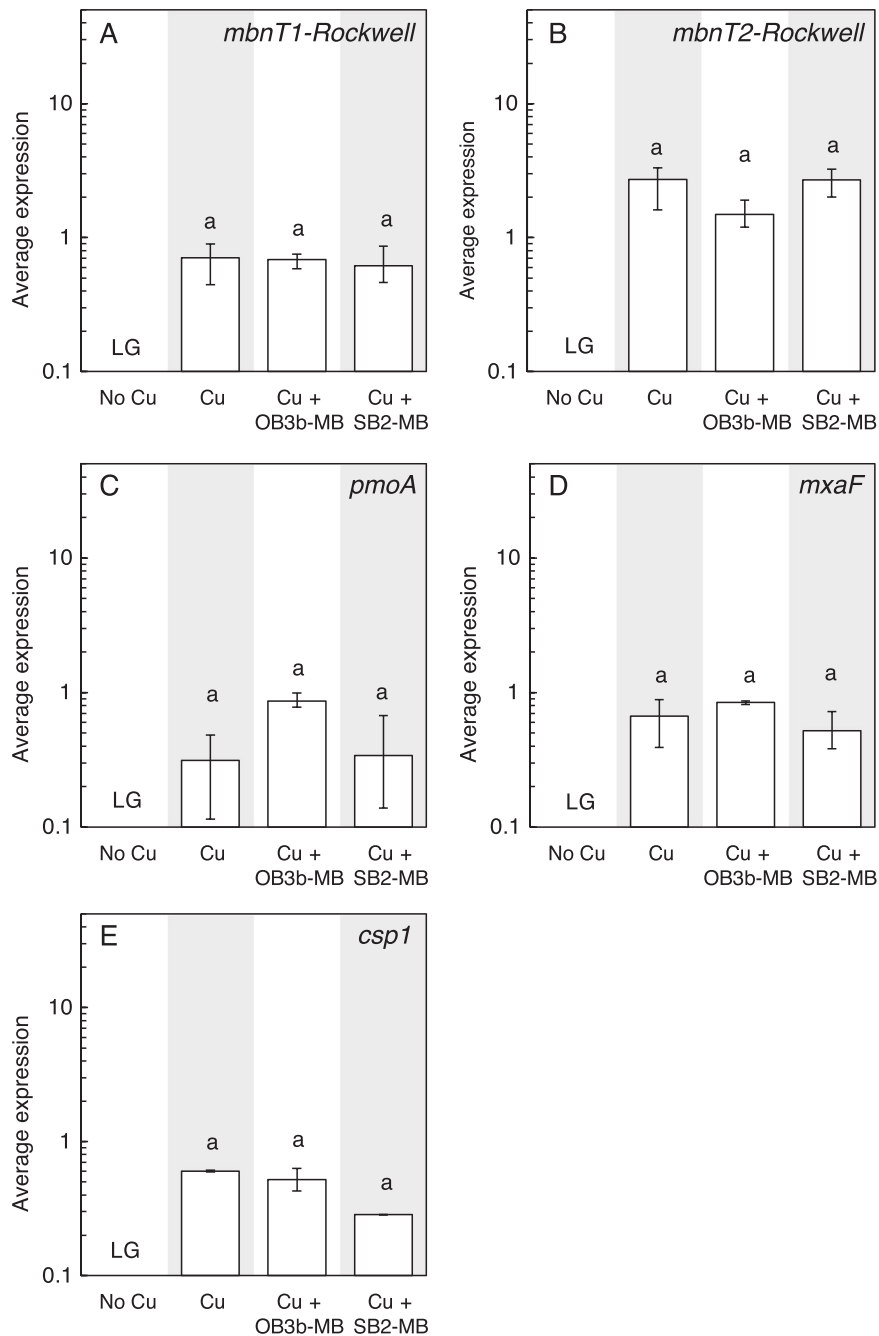 A
mbnT1-Rockwell
10
1
0.1
Average expression
LG
a
a
a
No Cu
Cu
Cu +
OB3b-MB
Cu +
SB2-MB
B
mbnT2-Rockwell
10
1
0.1
Average expression
LG
a
a
a
No Cu
Cu
Cu +
OB3b-MB
Cu +
SB2-MB
C
pmoA
10
1
0.1
Average expression
LG
a
a
a
No Cu
Cu
Cu +
OB3b-MB
Cu +
SB2-MB
D
mxaF
10
1
0.1
Average expression
LG
a
a
a
No Cu
Cu
Cu +
OB3b-MB
Cu +
SB2-MB
E
csp1
10
1
0.1
Average expression
LG
a
a
a
No Cu
Cu
Cu +
OB3b-MB
Cu +
SB2-MB